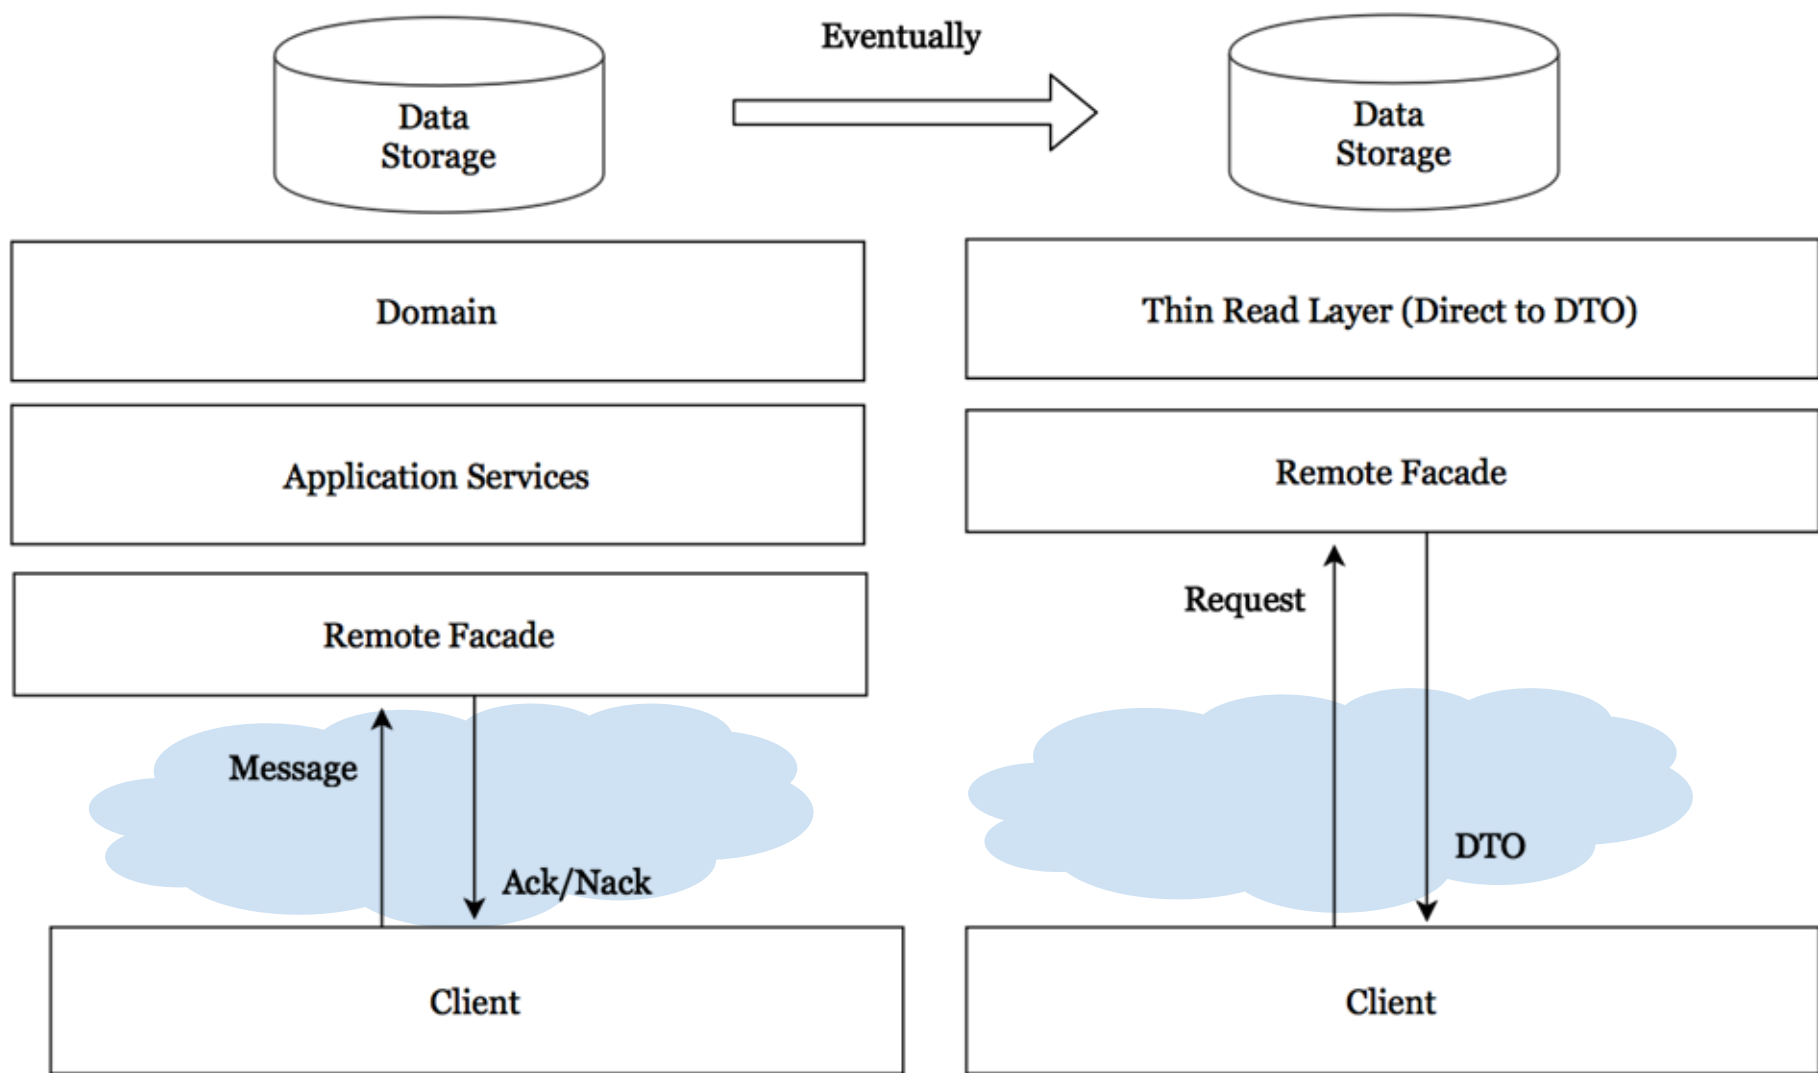 Eventually
Data
Storage
Data
Storage
Domain
Thin Read Layer (Direct to DTO)
Application Services
Remote Facade
Remote Facade
Request
Message
DTO
Ack/Nack
Client
Client